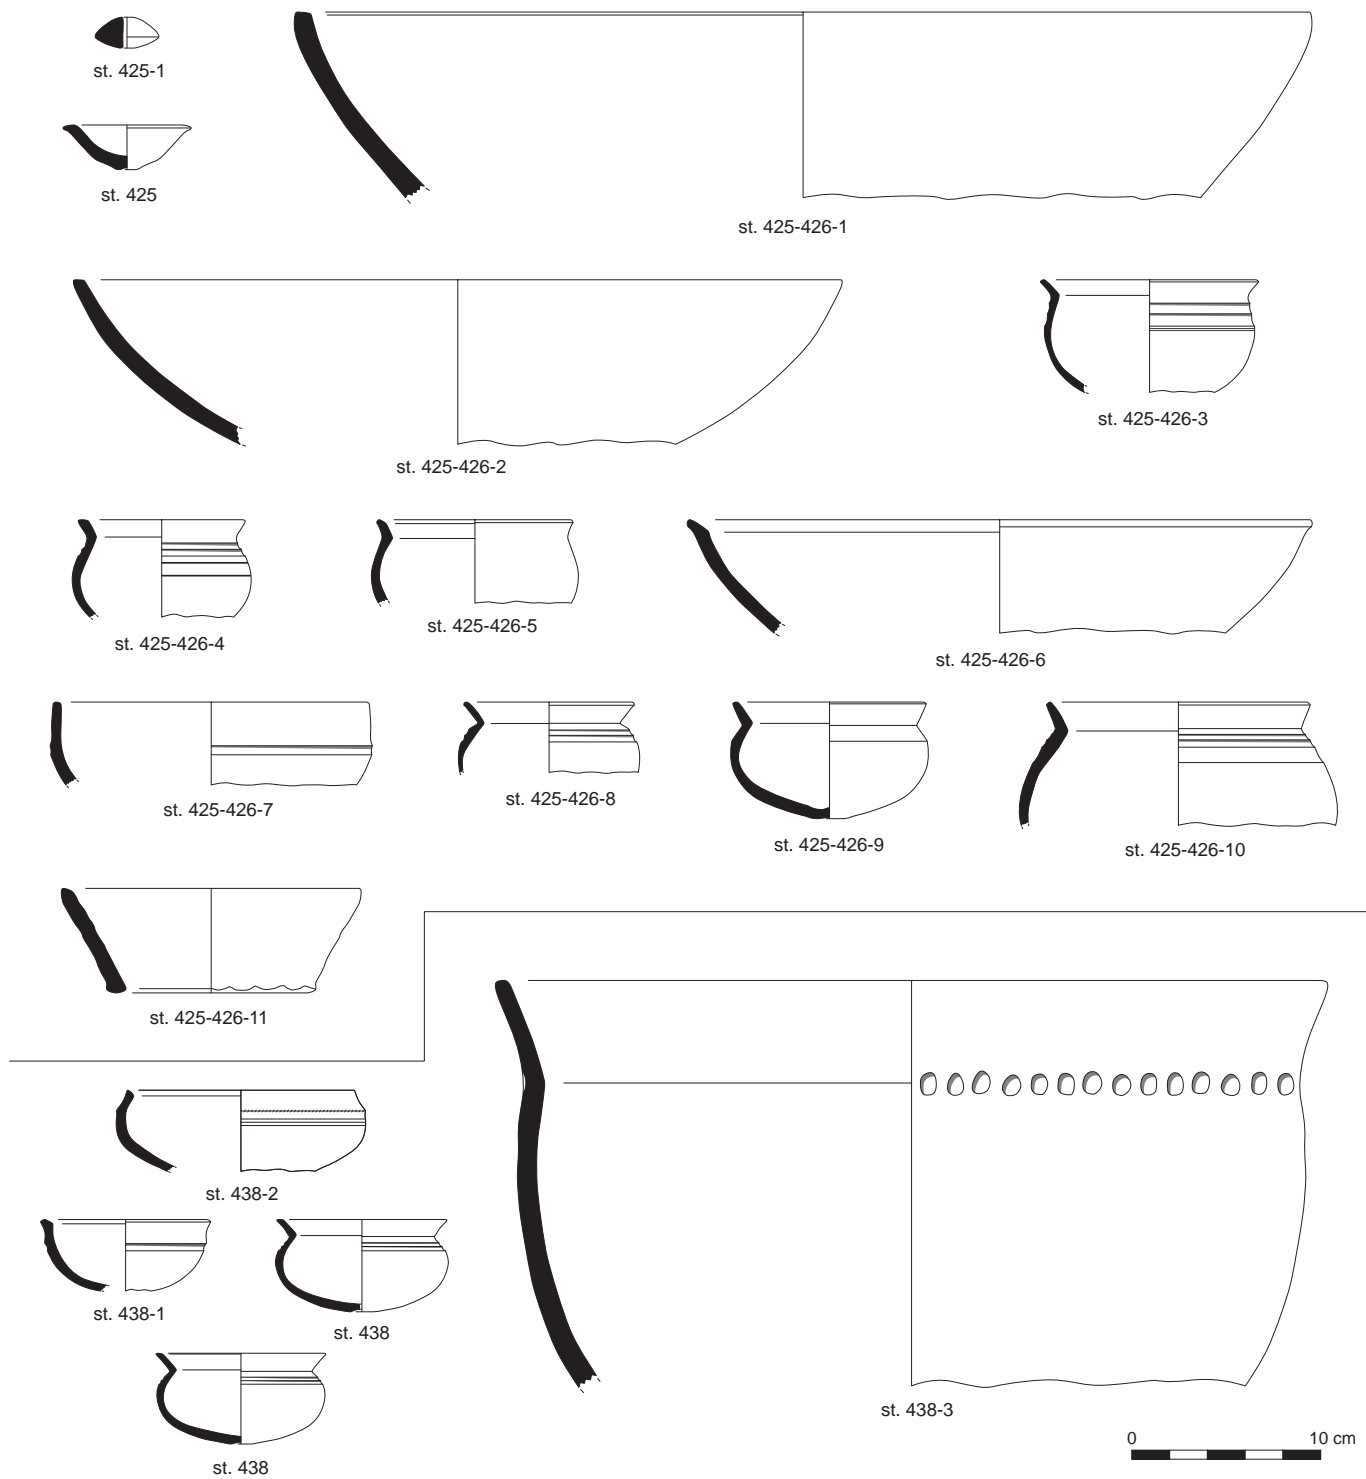 st. 425-1
st. 425
st. 425-426-1
st. 425-426-2
st. 425-426-3
st. 425-426-4
st. 425-426-5
st. 425-426-6
st. 425-426-7
st. 425-426-8
st. 425-426-9
st. 425-426-10
st. 425-426-11
st. 438-2
st. 438-1
st. 438
st. 438
st. 438-3
0 10 cm